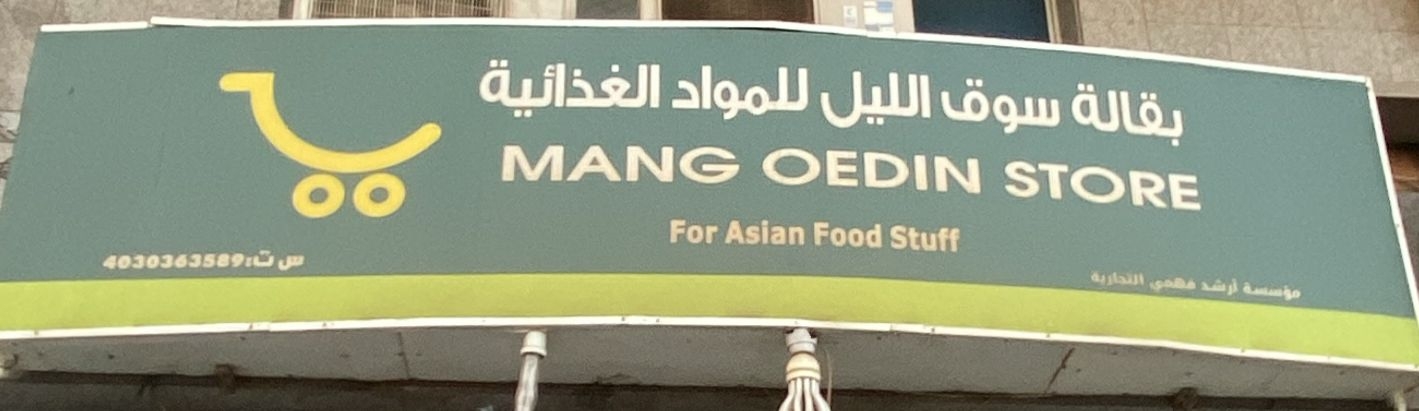 بقالة سوق الليل للمواد الغذائية
MANG OEDIN STORE
For Asian Food Stuff
س ت: 4030363589
مؤسسة أرشد فهمي التجارية